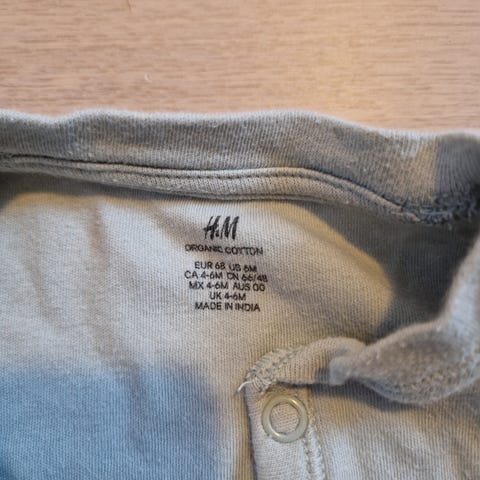 H&M
ORGANIC COTTON
EUR 68 US 6M
CA 4-6M CN 66/48
MX 4-6M AUS 00
UK 4-6M
MADE IN INDIA